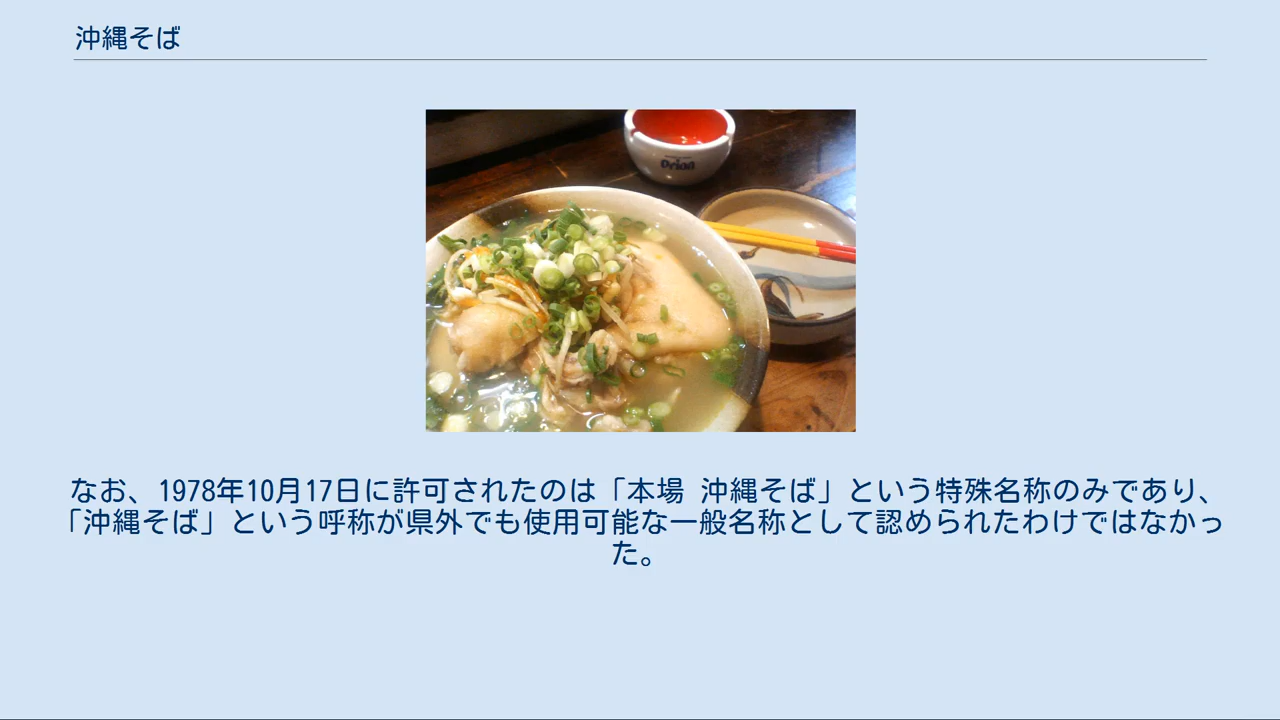 沖縄そば
Orion
なお、1978年10月17日に許可されたのは「本場 沖縄そば」という特殊名称のみであり、
「沖縄そば」という呼称が県外でも使用可能な一般名称として認められたわけではなかっ
た。